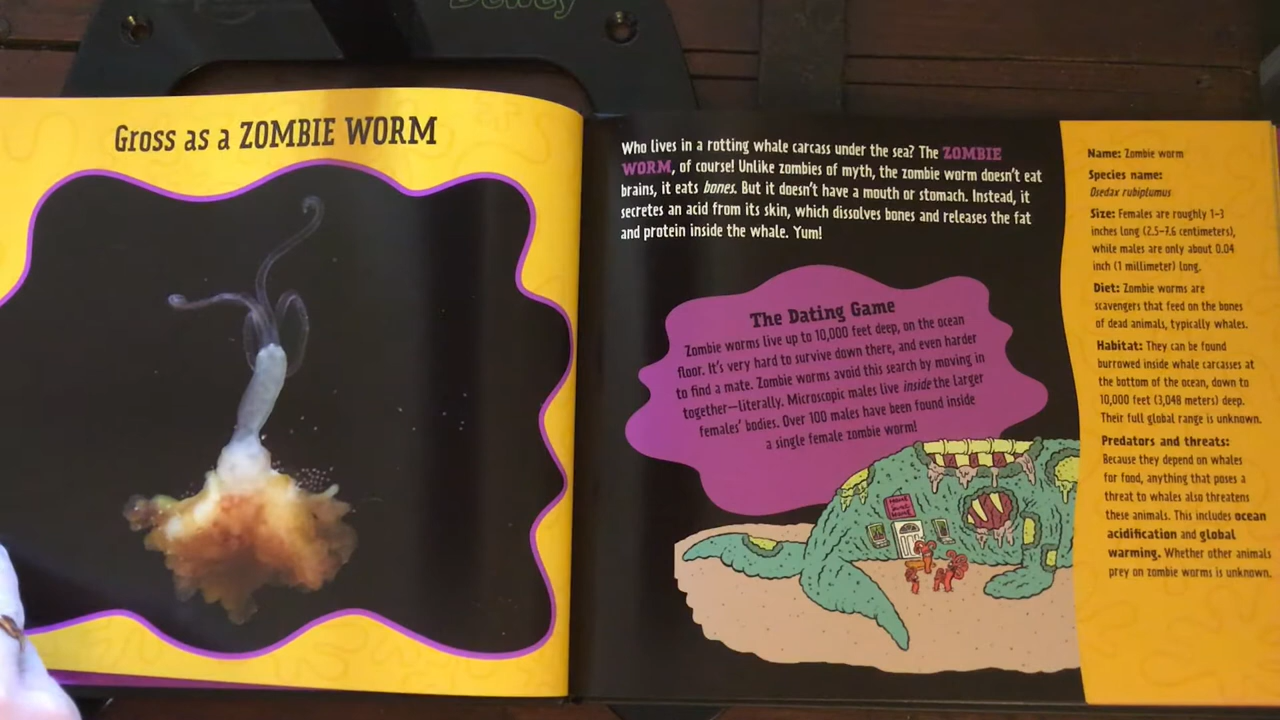 Dewey
Gross as a ZOMBIE WORM
Who lives in a rotting whale carcass under the sea? The ZOMBIE
WORM, of course! Unlike zombies of myth, the zombie worm doesn't eat
brains, it eats bones. But it doesn't have a mouth or stomach. Instead, it
secretes an acid from its skin, which dissolves bones and releases the fat
and protein inside the whale. Yum!
The Dating Game
Zombie worms live up to 10,000 feet deep, on the ocean
floor. It's very hard to survive down there, and even harder
to find a mate. Zombie worms avoid this search by moving in
together—literally. Microscopic males live inside the larger
females' bodies. Over 100 males have been found inside
a single female zombie worm!
HOME
HOME
Name: Zombie worm
Species name:
Osedax rubiplumus
Size: Females are roughly 1–3
inches long (2.5–7.6 centimeters),
while males are only about 0.04
inch (1 millimeter) long.
Diet: Zombie worms are
scavengers that feed on the bones
of dead animals, typically whales.
Habitat: They can be found
burrowed inside whale carcasses at
the bottom of the ocean, down to
10,000 feet (3,048 meters) deep.
Their full global range is unknown.
Predators and threats:
Because they depend on whales
for food, anything that poses a
threat to whales also threatens
these animals. This includes ocean
acidification and global
warming. Whether other animals
prey on zombie worms is unknown.